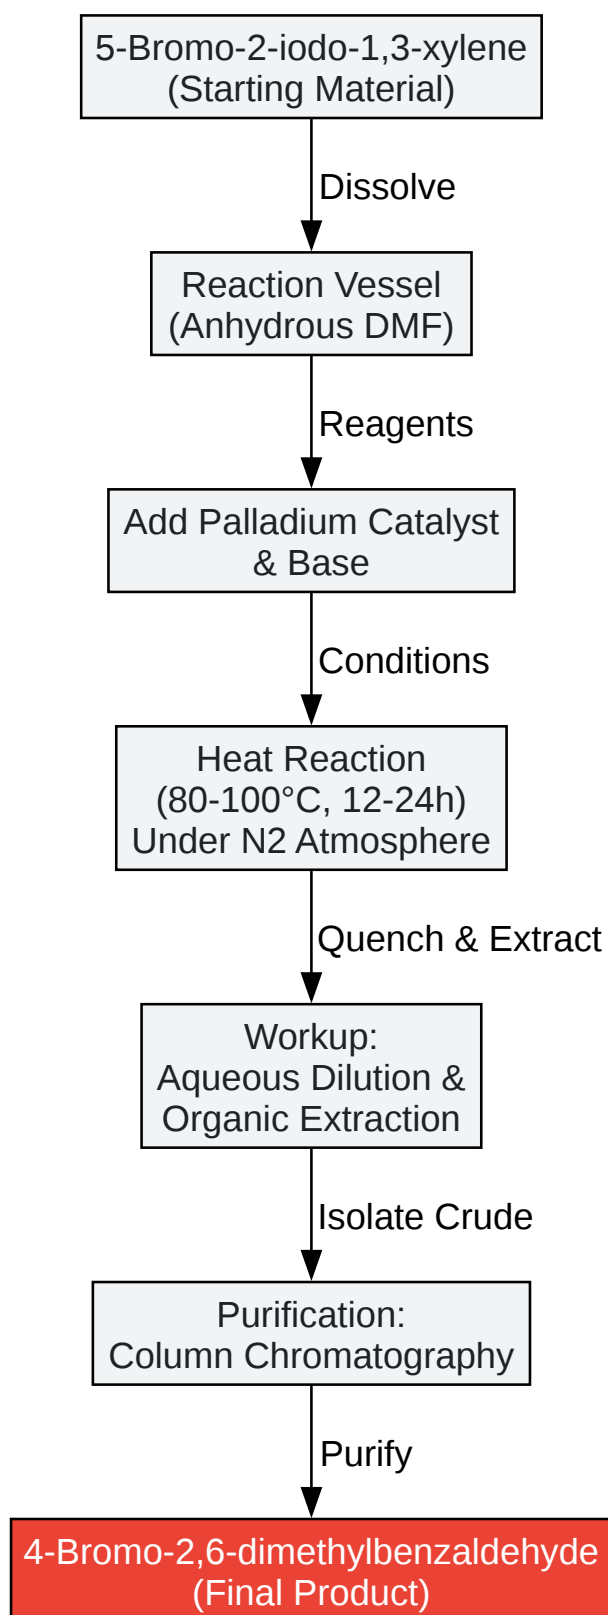 5-Bromo-2-iodo-1,3-xylene
(Starting Material)
Dissolve
Reaction Vessel
(Anhydrous DMF)
Reagents
Add Palladium Catalyst
& Base
Conditions
Heat Reaction
(80-100°C, 12-24h)
Under N2 Atmosphere
Quench & Extract
Workup:
Aqueous Dilution &
Organic Extraction
Isolate Crude
Purification:
Column Chromatography
Purify
4-Bromo-2,6-dimethylbenzaldehyde
(Final Product)